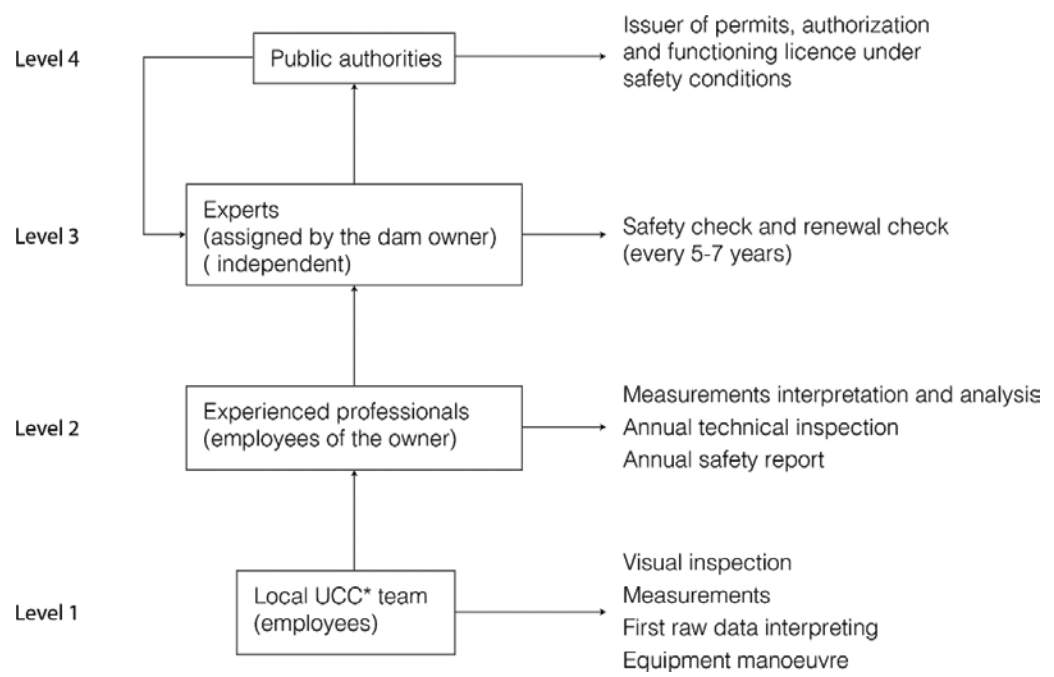 Level 4
Public authorities
Issuer of permits, authorization
and functioning licence under
safety conditions
Level 3
Experts
(assigned by the dam owner)
( independent)
Safety check and renewal check
(every 5-7 years)
Level 2
Experienced professionals
(employees of the owner)
Measurements interpretation and analysis
Annual technical inspection
Annual safety report
Level 1
Local UCC* team
(employees)
Visual inspection
Measurements
First raw data interpreting
Equipment manoeuvre